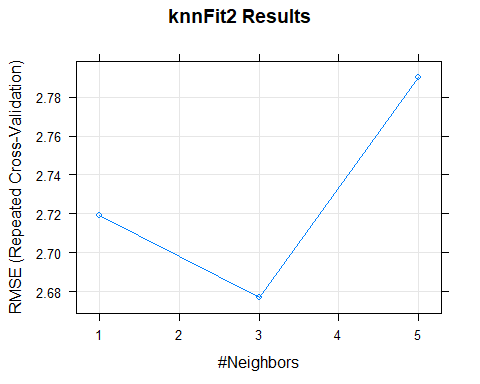 knnFit2 Results
RMSE (Repeated Cross-Validation)
2.78
2.76
2.74
2.72
2.70
2.68
1 2 3 4 5
#Neighbors